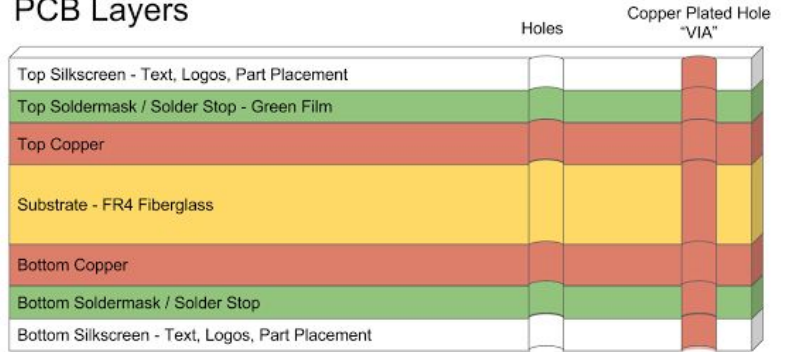 PCB Layers
Holes
Copper Plated Hole
“VIA”
Top Silkscreen - Text, Logos, Part Placement
Top Soldermask / Solder Stop - Green Film
Top Copper
Substrate - FR4 Fiberglass
Bottom Copper
Bottom Soldermask / Solder Stop
Bottom Silkscreen - Text, Logos, Part Placement